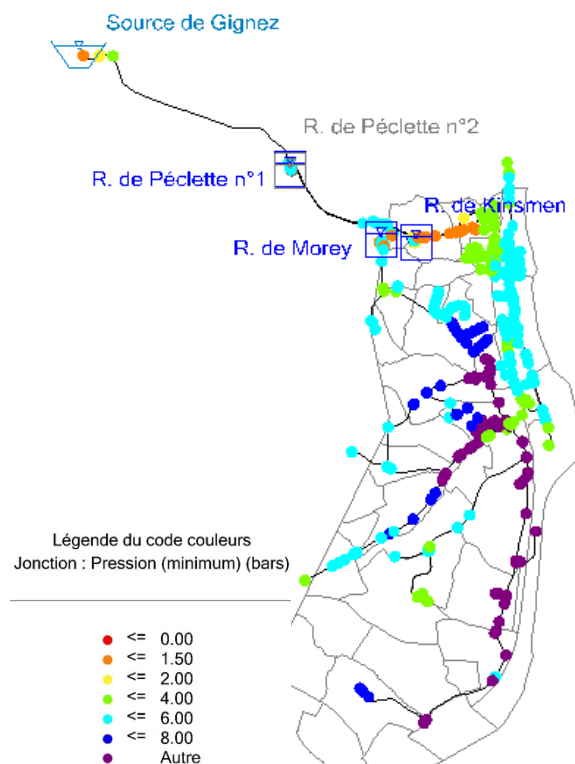 Source de Gignez
R. de Péclette n°2
R. de Péclette n°1
R. de Kinsmen
R. de Morey
Légende du code couleurs
Jonction : Pression (minimum) (bars)
<= 0.00
<= 1.50
<= 2.00
<= 4.00
<= 6.00
<= 8.00
Autre